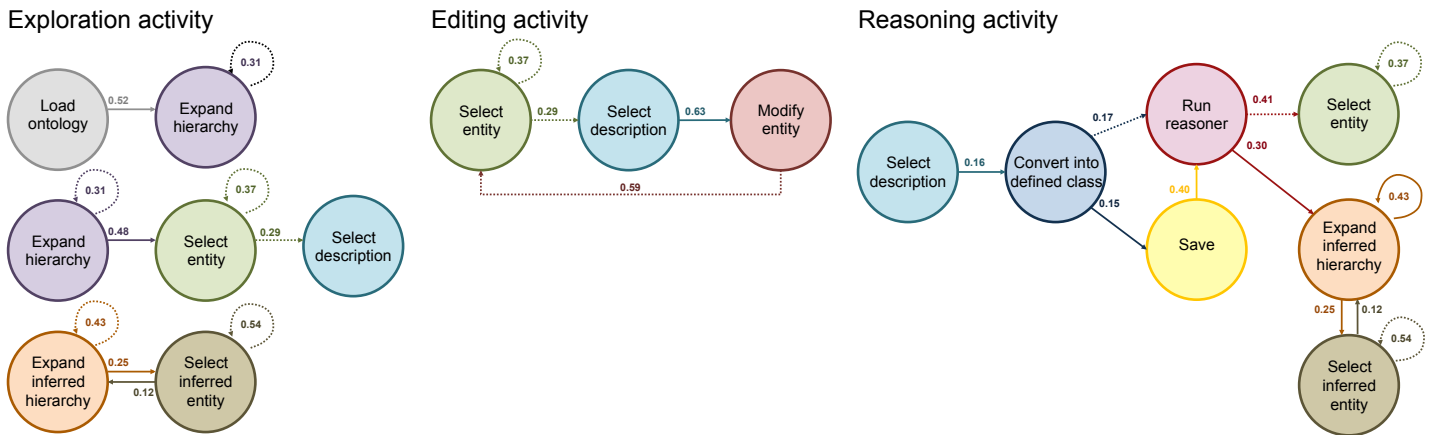 Exploration activity
Load
ontology
0.52
Expand
hierarchy
0.31
Expand
hierarchy
0.31
0.48
Select
entity
0.37
0.29
Select
description
Expand
inferred
hierarchy
0.43
0.25
0.12
Select
inferred
entity
0.54
Editing activity
Select
entity
0.37
0.29
Select
description
0.63
Modify
entity
0.59
Reasoning activity
Select
description
0.16
Convert into
defined class
0.17
0.15
Run
reasoner
0.41
0.30
0.40
Save
Select
entity
0.37
Expand
inferred
hierarchy
0.43
0.25
0.12
Select
inferred
entity
0.54